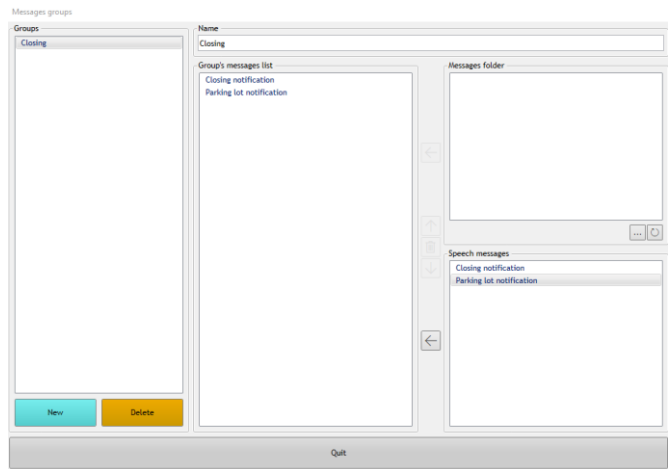 Messages groups
Groups
Closing
New
Delete
Name
Closing
Group's messages list
Closing notification
Parking lot notification
Messages folder
...
Speech messages
Closing notification
Parking lot notification
Quit